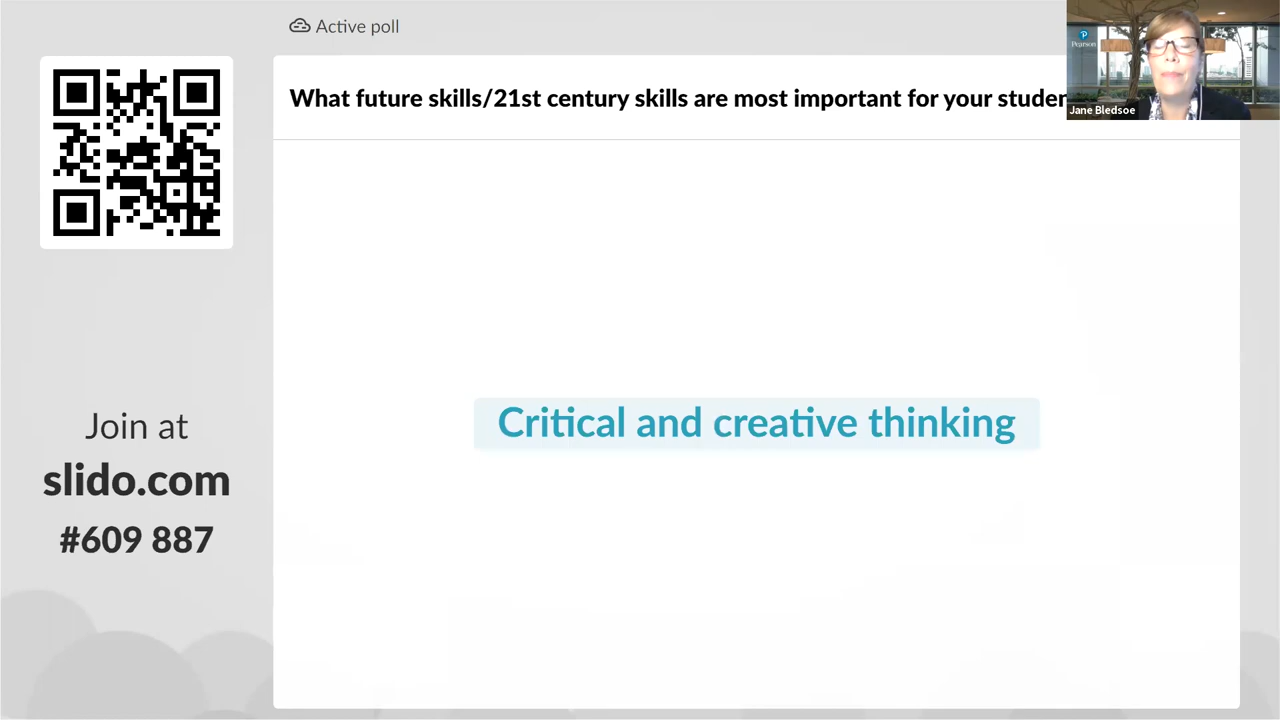 Active poll
What future skills/21st century skills are most important for your studen
Pearson
Jane Bledsoe
Critical and creative thinking
Join at
slido.com
#609 887